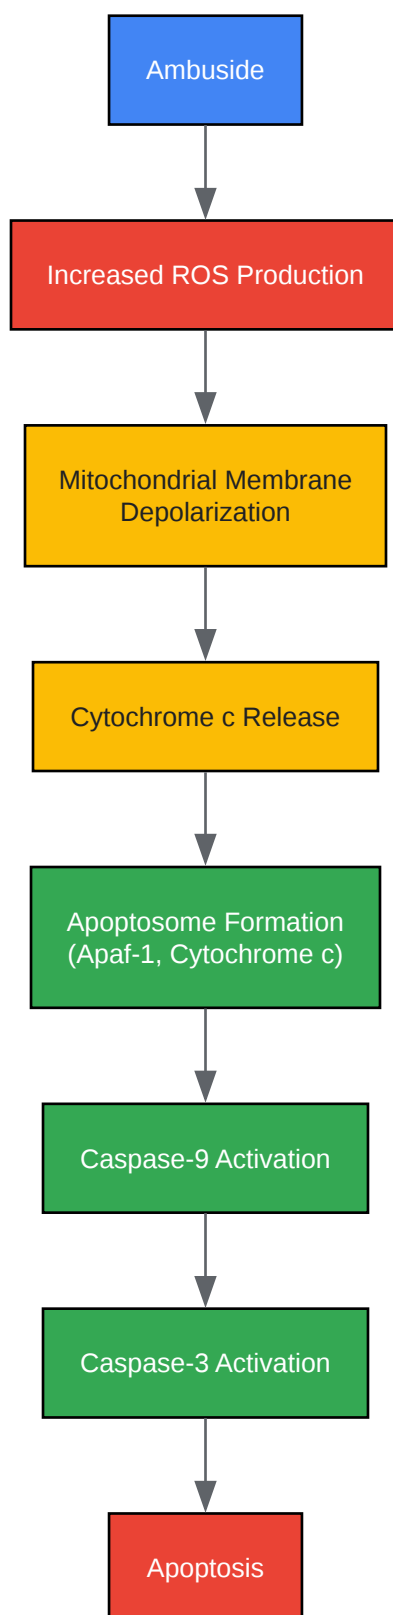 Ambuside
Increased ROS Production
Mitochondrial Membrane
Depolarization
Cytochrome c Release
Apoptosome Formation
(Apaf-1, Cytochrome c)
Caspase-9 Activation
Caspase-3 Activation
Apoptosis